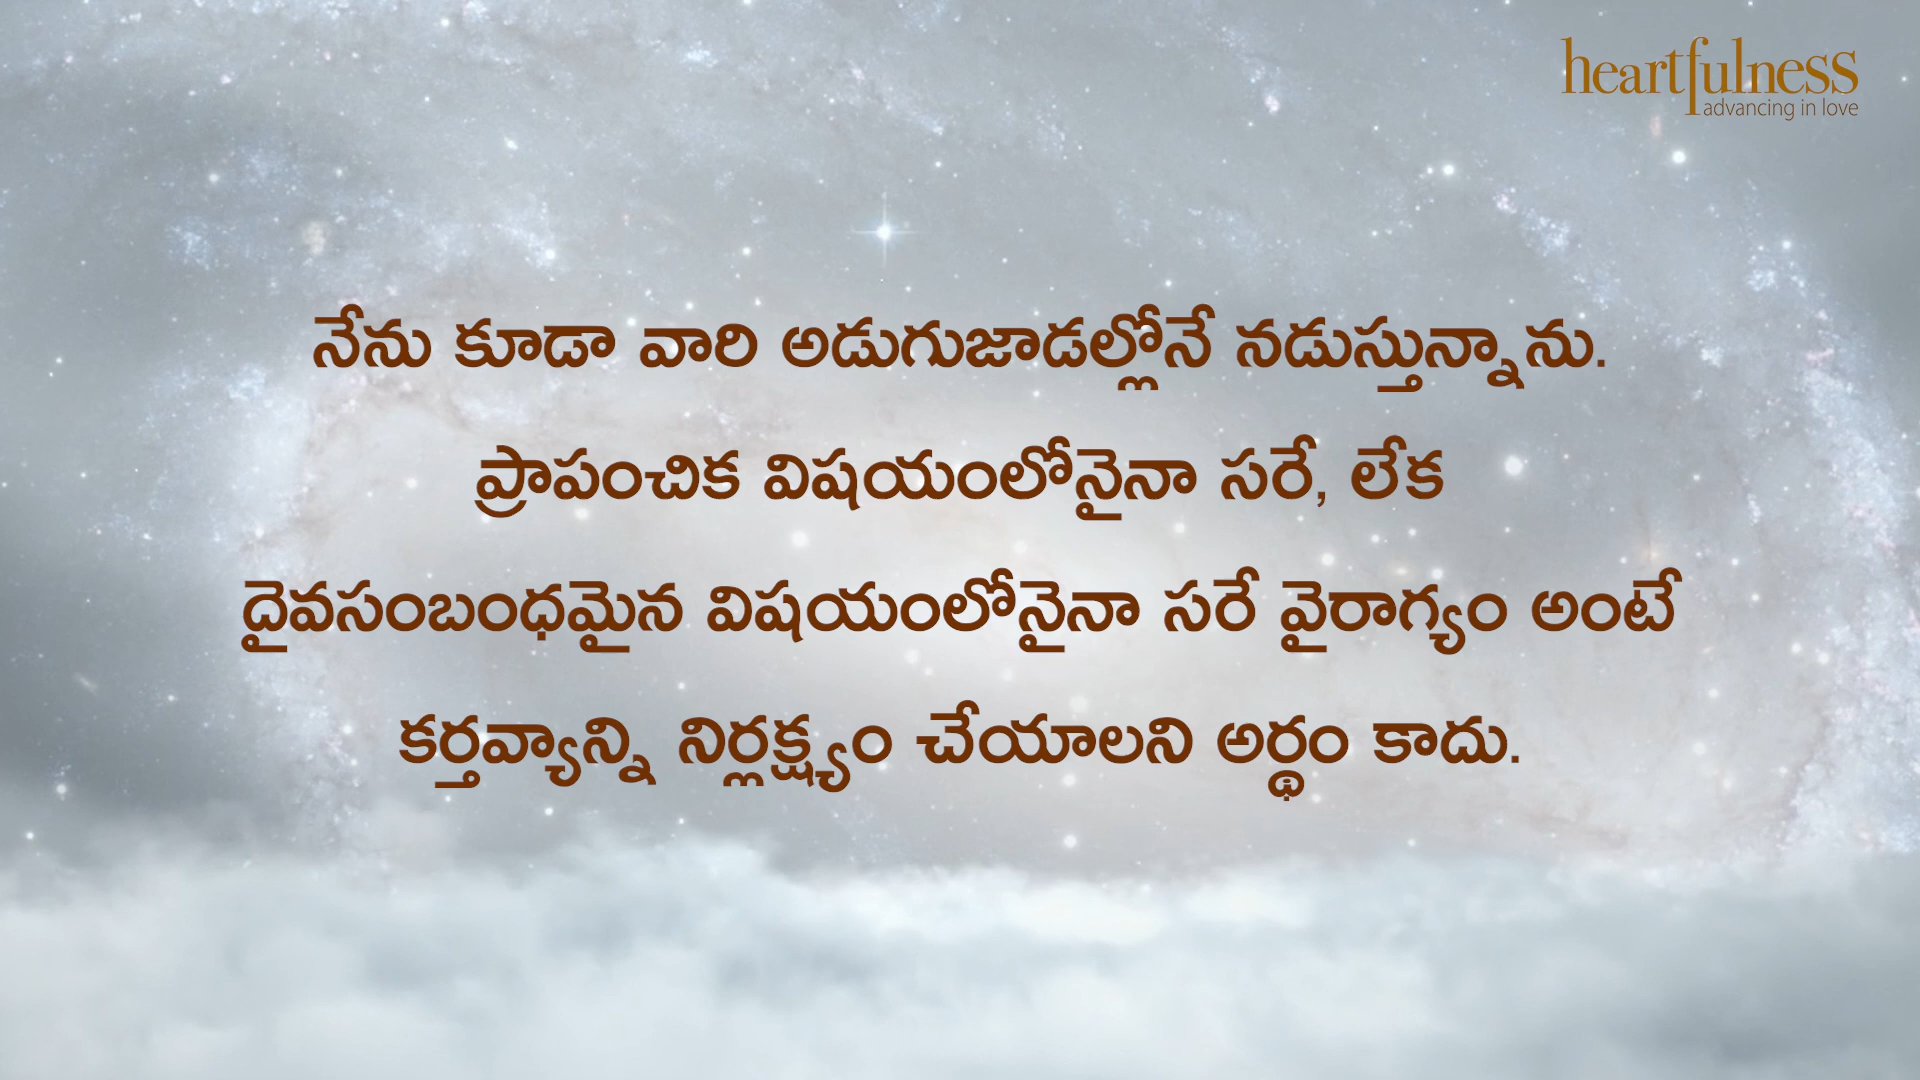 heartfulness
advancing in love
నేను కూడా వారి అడుగుజాడల్లోనే నడుస్తున్నాను.
ప్రాపంచిక విషయంలోనైనా సరే, లేక
దైవసంబంధమైన విషయంలోనైనా సరే వైరాగ్యం అంటే
కర్తవ్యాన్ని నిర్లక్ష్యం చేయాలని అర్థం కాదు.